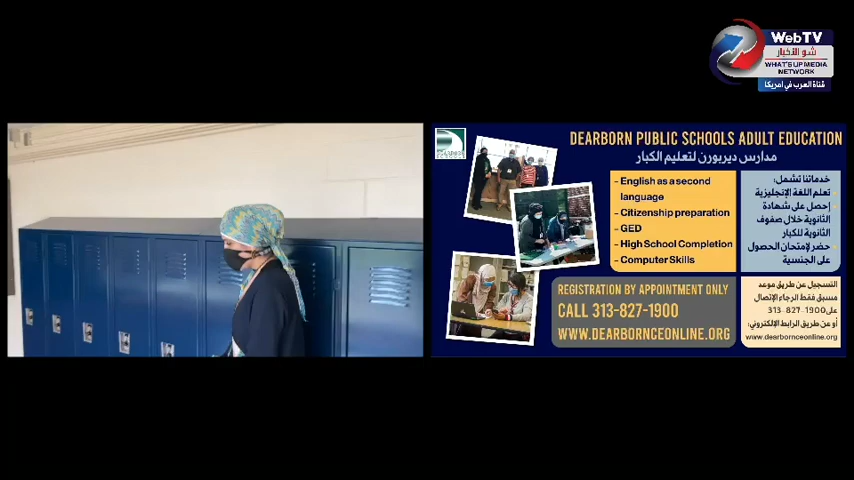 WebTV
شو الأخبار
WHAT'S UP MEDIA
NETWORK
قناة العرب في امريكا
DEARBORN
DEARBORN PUBLIC SCHOOLS ADULT EDUCATION
مدارس ديربورن لتعليم الكبار
- English as a second
language
- Citizenship preparation
- GED
- High School Completion
- Computer Skills
خدماتنا تشمل:
تعلم اللغة الإنجليزية
إحصل على شهادة
الثانوية خلال صفوف
الثانوية للكبار
حضر لإمتحان الحصول
على الجنسية
REGISTRATION BY APPOINTMENT ONLY
CALL 313-827-1900
WWW.DEARBORNCEONLINE.ORG
التسجيل عن طريق موعد
مسبق فقط الرجاء الإتصال
على 1900-827-313
أو عن طريق الرابط الإلكتروني:
www.dearbornceonline.org